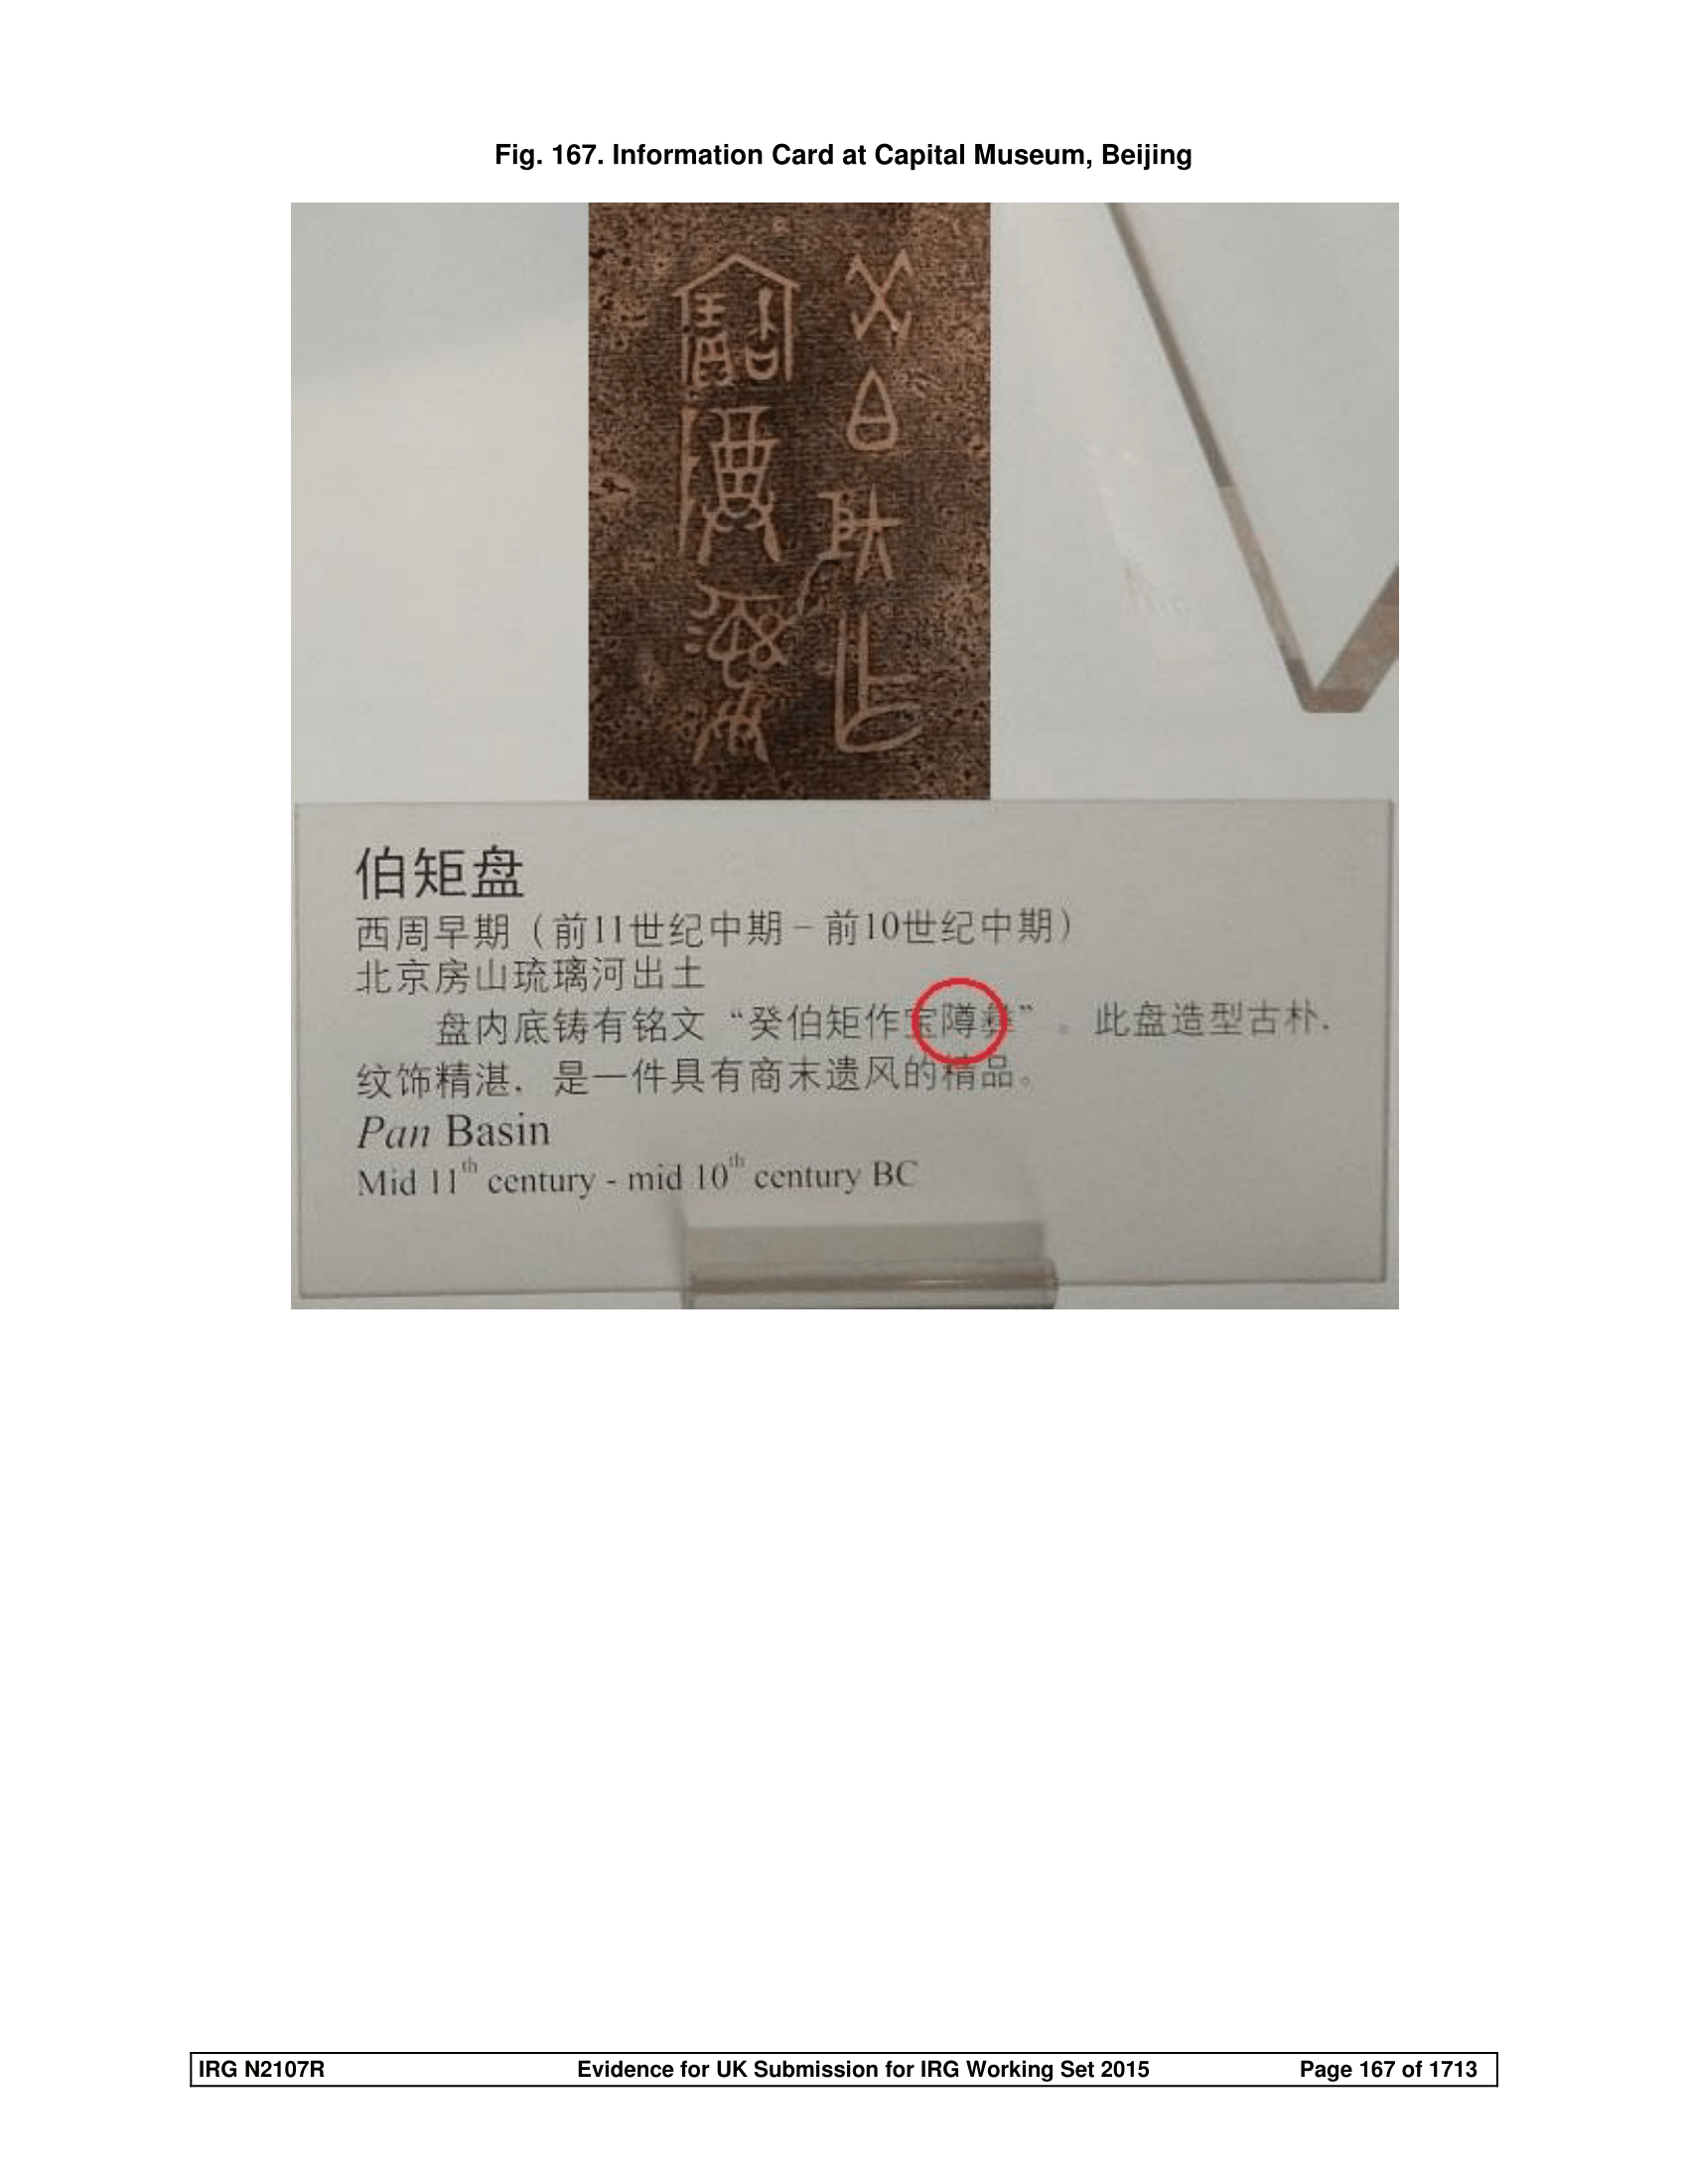 Fig. 167. Information Card at Capital Museum, Beijing
伯矩盘
西周早期（前11世纪中期－前10世纪中期）
北京房山琉璃河出土
盘内底铸有铭文“癸伯矩作宝隣彝”。此盘造型古朴，
纹饰精湛，是一件具有商末遗风的精品。
Pan Basin
Mid 11th century - mid 10th century BC
IRG N2107R Evidence for UK Submission for IRG Working Set 2015 Page 167 of 1713